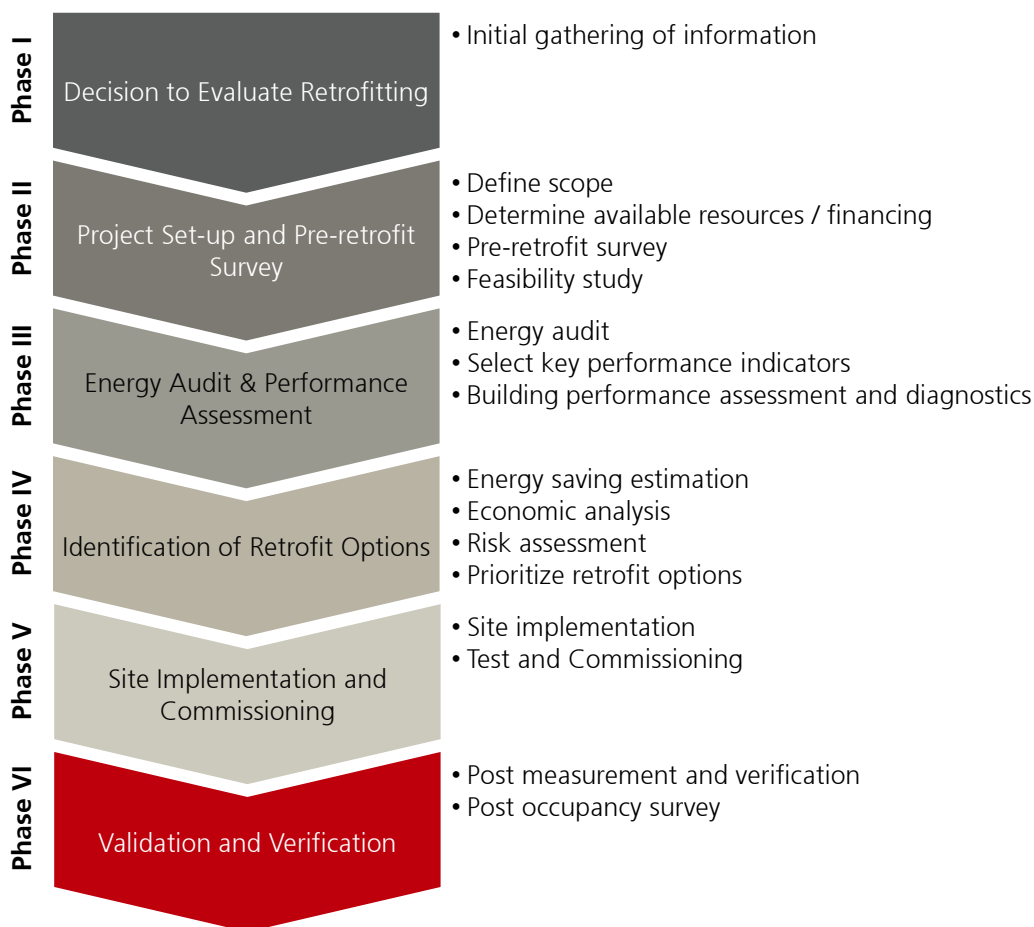 Phase I
Decision to Evaluate Retrofitting
• Initial gathering of information
Phase II
Project Set-up and Pre-retrofit
Survey
• Define scope
• Determine available resources / financing
• Pre-retrofit survey
• Feasibility study
Phase III
Energy Audit & Performance
Assessment
• Energy audit
• Select key performance indicators
• Building performance assessment and diagnostics
Phase IV
Identification of Retrofit Options
• Energy saving estimation
• Economic analysis
• Risk assessment
• Prioritize retrofit options
Phase V
Site Implementation and
Commissioning
• Site implementation
• Test and Commissioning
Phase VI
Validation and Verification
• Post measurement and verification
• Post occupancy survey